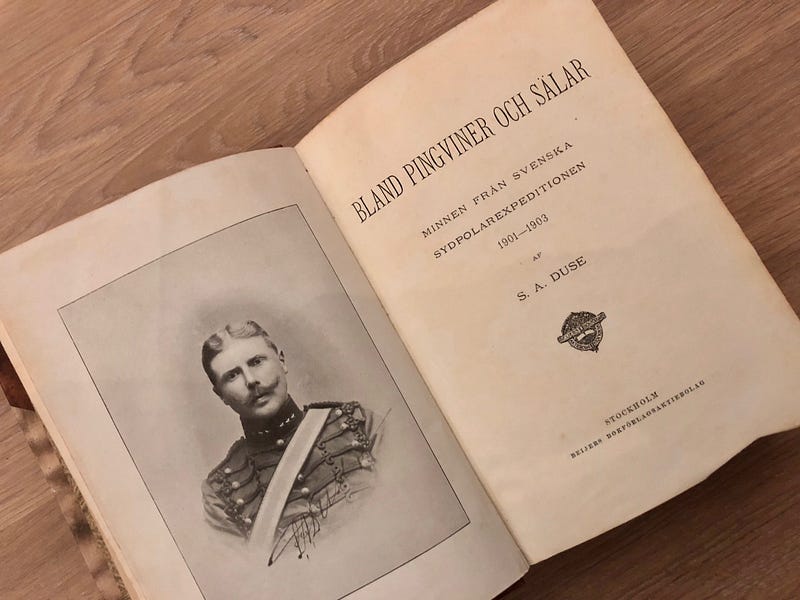 BLAND PINGVINER OCH SÄLAR
MINNEN FRÅN SVENSKA
SYDPOLAREXPEDITIONEN
1901—1903
AF
S. A. DUSE
STOCKHOLM
BEIJERS BOKFÖRLAGSAKTIEBOLAG